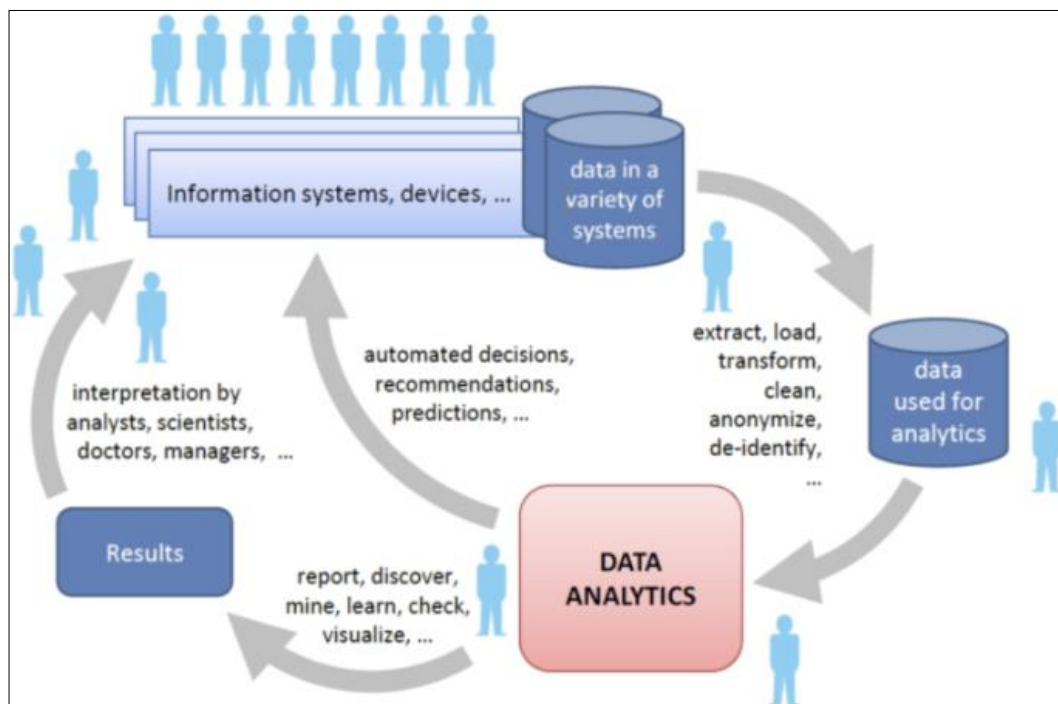 Information systems, devices, ...
data in a
variety of
systems
extract, load,
transform,
clean,
anonymize,
de-identify,
...
data
used for
analytics
automated decisions,
recommendations,
predictions, ...
interpretation by
analysts, scientists,
doctors, managers, ...
Results
report, discover,
mine, learn, check,
visualize, ...
DATA
ANALYTICS